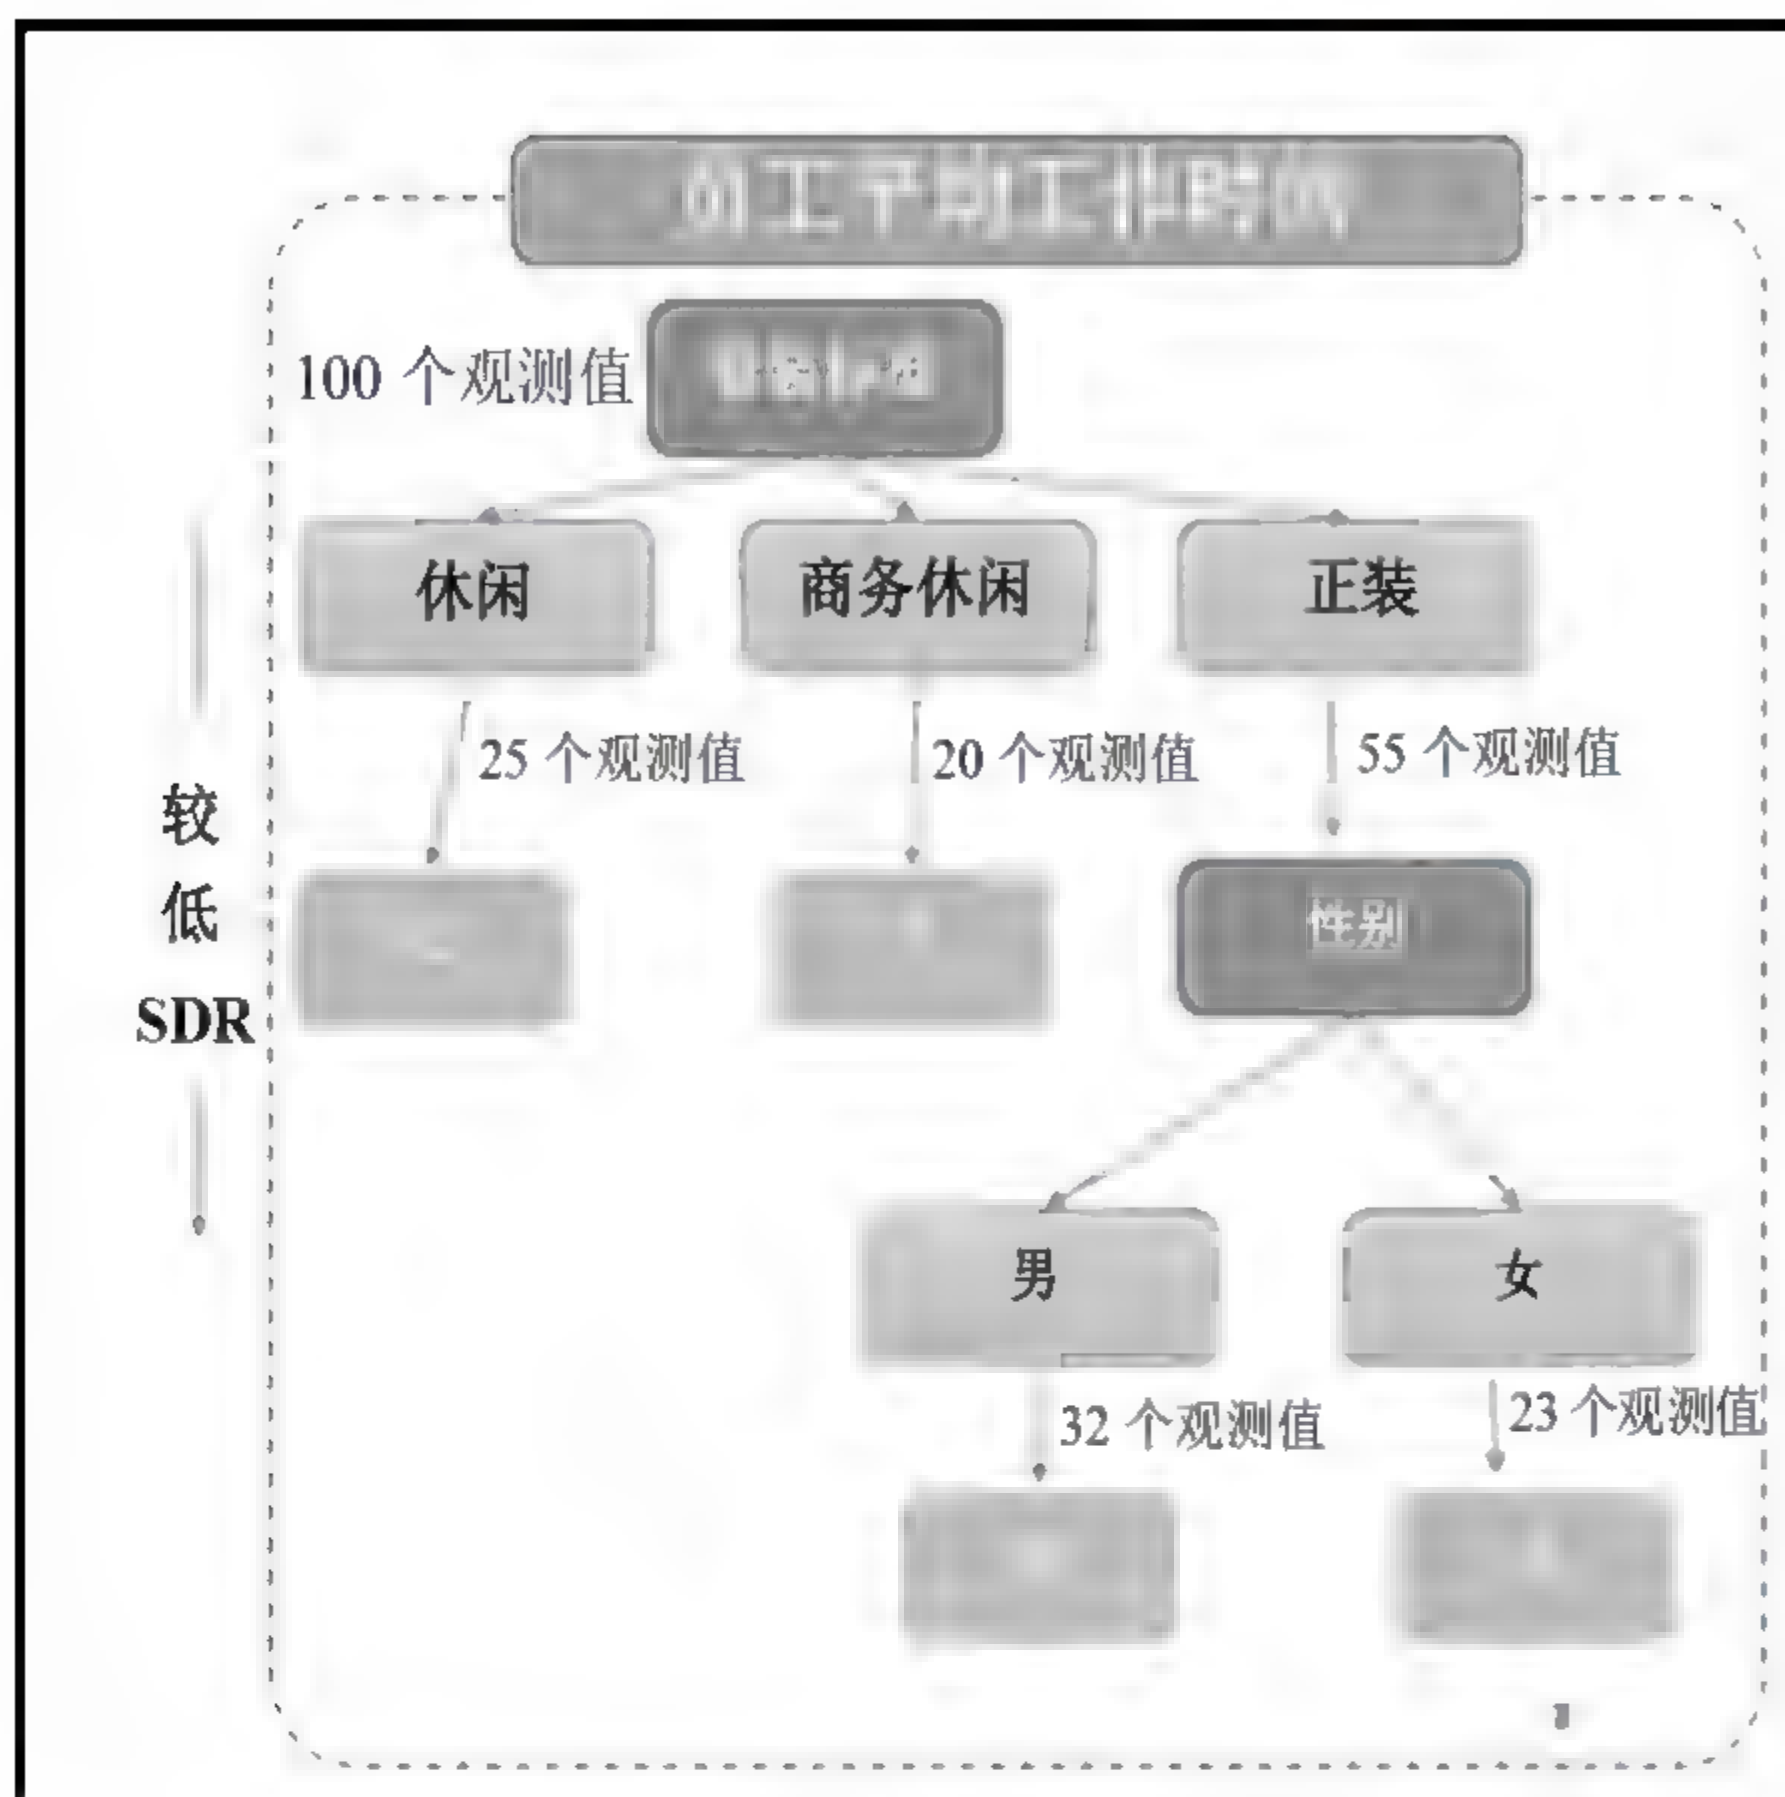 100 个观测值
休闲
商务休闲
正装
25 个观测值
20 个观测值
55 个观测值
较
低
SDR
性别
男
女
32 个观测值
23 个观测值